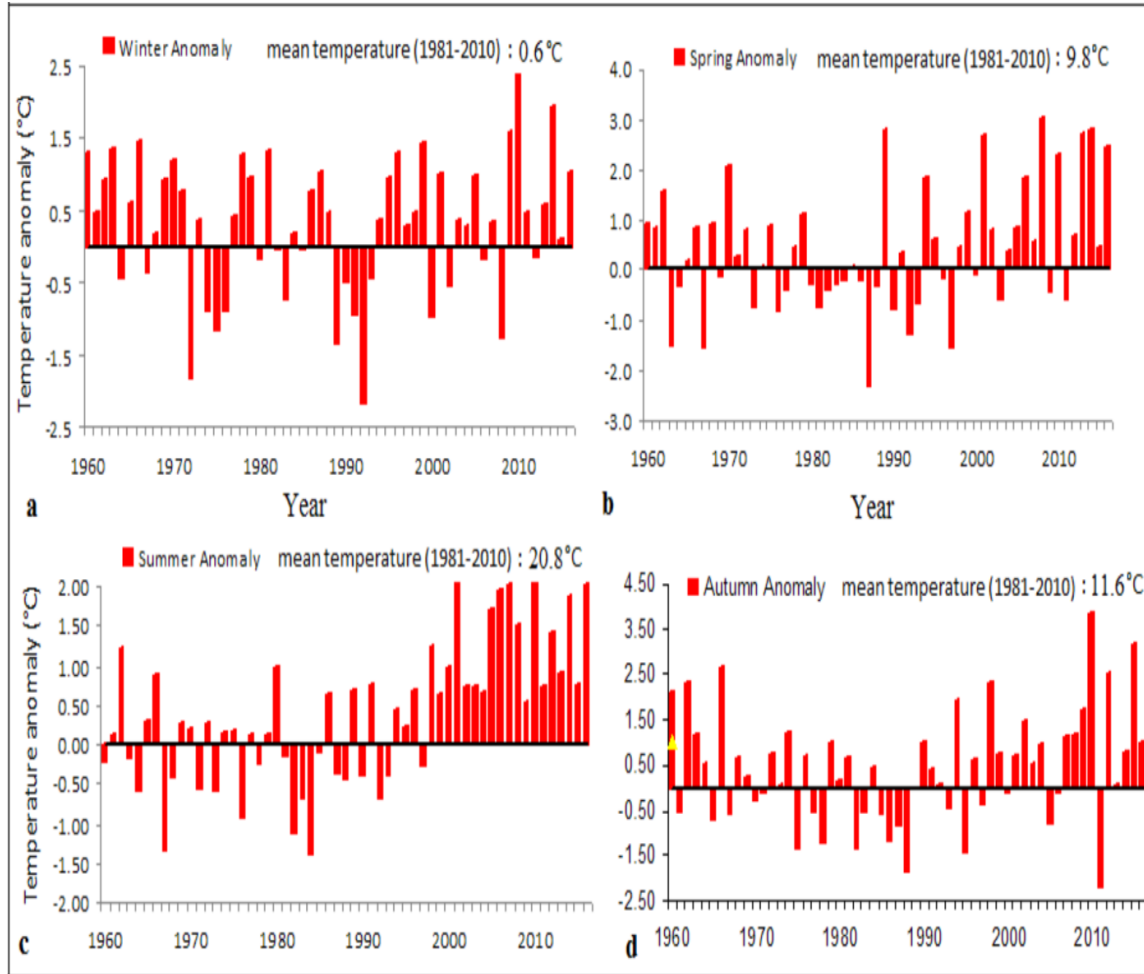 Winter Anomaly mean temperature (1981-2010) : 0.6°C
Temperature anomaly (°C)
2.5
1.5
0.5
-0.5
-1.5
-2.5
1960 1970 1980 1990 2000 2010
a Year
Spring Anomaly mean temperature (1981-2010) : 9.8°C
4.0
3.0
2.0
1.0
0.0
-1.0
-2.0
-3.0
1960 1970 1980 1990 2000 2010
b Year
Summer Anomaly mean temperature (1981-2010) : 20.8°C
Temperature anomaly (°C)
2.00
1.50
1.00
0.50
0.00
-0.50
-1.00
-1.50
-2.00
1960 1970 1980 1990 2000 2010
c
Autumn Anomaly mean temperature (1981-2010) : 11.6°C
4.50
3.50
2.50
1.50
0.50
-0.50
-1.50
-2.50
1960 1970 1980 1990 2000 2010
d